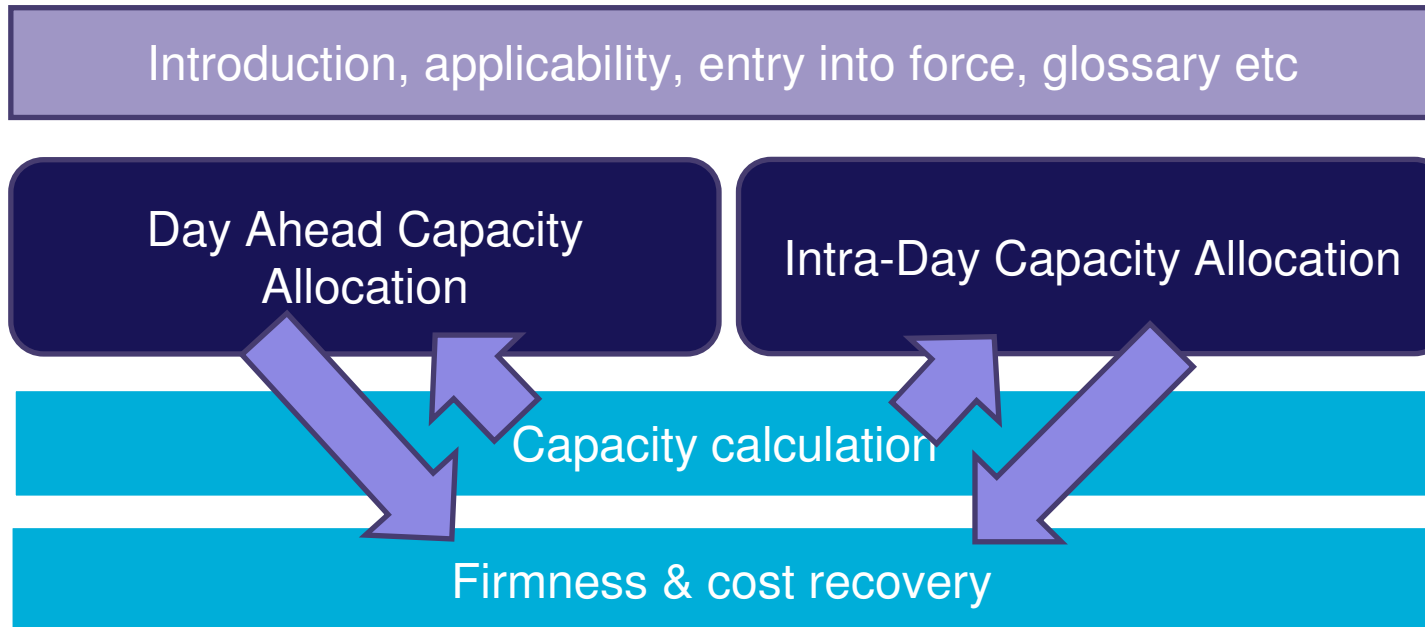 Introduction, applicability, entry into force, glossary etc
Day Ahead Capacity
Allocation
Intra-Day Capacity Allocation
Capacity calculation
Firmness & cost recovery